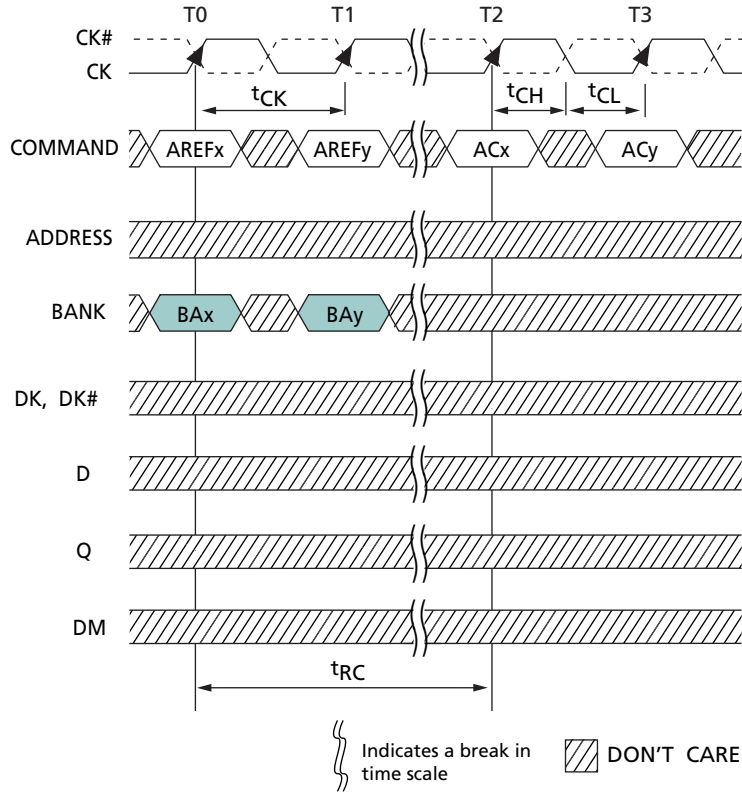 T0 T1 T2 T3
CK#
CK
tCK tCH tCL
COMMAND AREFx AREFy ACx ACy
ADDRESS
BANK BAx BAy
DK, DK#
D
Q
DM
tRC
Indicates a break in
time scale
DON'T CARE